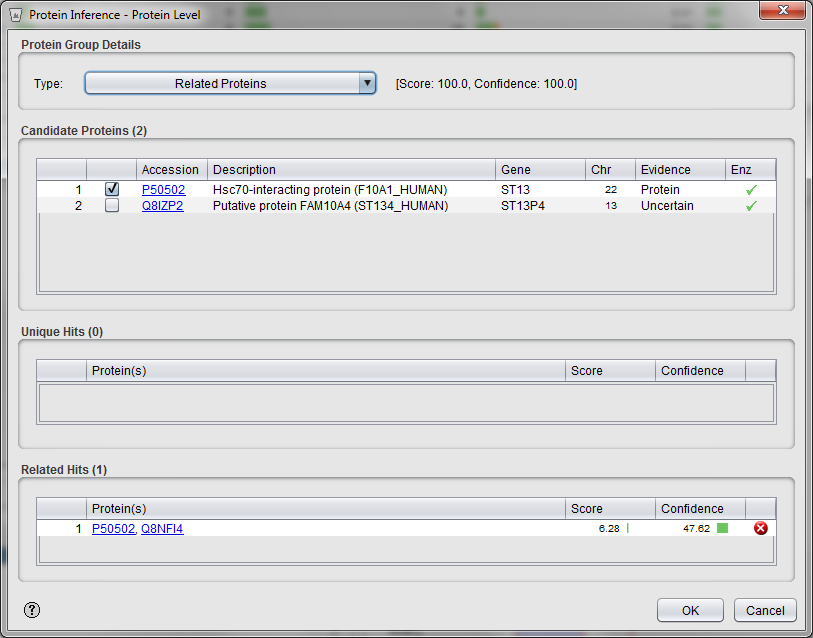 Protein Inference - Protein Level
Protein Group Details
Type: Related Proteins [Score: 100.0, Confidence: 100.0]
Candidate Proteins (2)
Accession Description Gene Chr Evidence Enz
1 P50502 Hsc70-interacting protein (F10A1_HUMAN) ST13 22 Protein
2 Q8IZP2 Putative protein FAM10A4 (ST134_HUMAN) ST13P4 13 Uncertain
Unique Hits (0)
Protein(s) Score Confidence
Related Hits (1)
Protein(s) Score Confidence
1 P50502, Q8NFI4 6.28 47.62
? OK Cancel